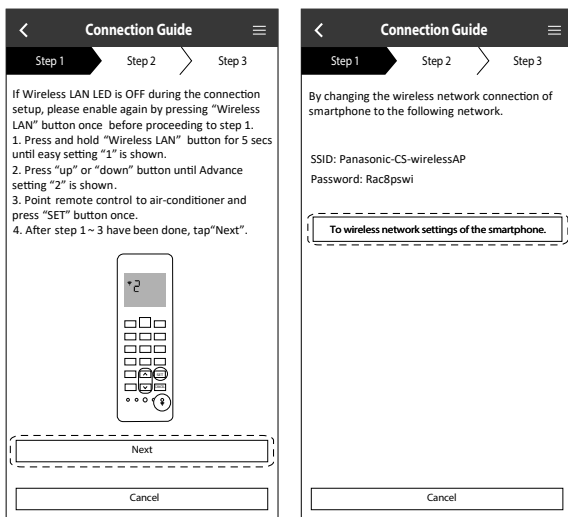 Connection Guide
Step 1
Step 2
Step 3
If Wireless LAN LED is OFF during the connection
setup, please enable again by pressing “Wireless
LAN” button once before proceeding to step 1.
1. Press and hold “Wireless LAN” button for 5 secs
until easy setting “1” is shown.
2. Press “up” or “down” button until Advance
setting “2” is shown.
3. Point remote control to air-conditioner and
press “SET” button once.
4. After step 1 ~ 3 have been done, tap“Next”.
2
SET
Next
Cancel
Connection Guide
Step 1
Step 2
Step 3
By changing the wireless network connection of
smartphone to the following network.
SSID: Panasonic-CS-wirelessAP
Password: Rac8pswi
To wireless network settings of the smartphone.
Cancel